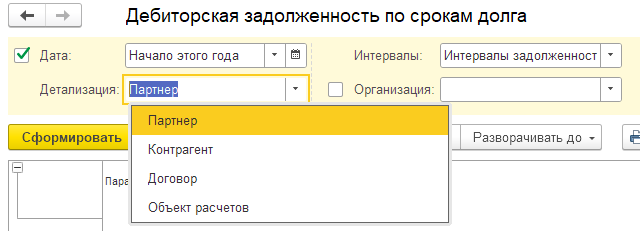 Дебиторская задолженность по срокам долга
Дата: Начало этого года Интервалы: Интервалы задолженност
Детализация: Партнер Организация:
Партнер
Сформировать Разворачивать до
Контрагент
Договор
Пара
Объект расчетов